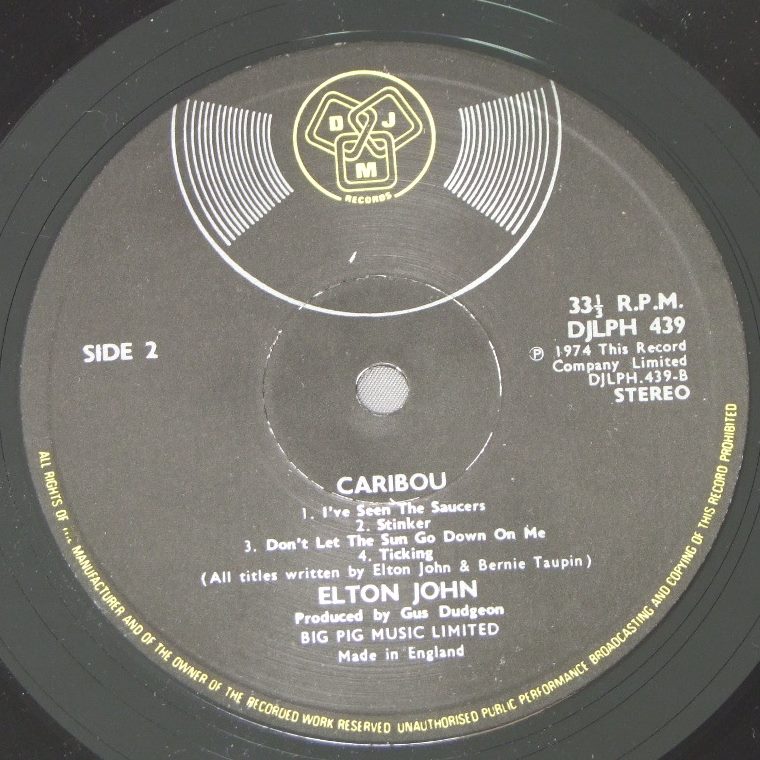 D J
M
RECORDS
SIDE 2
33⅓ R.P.M.
DJLPH 439
℗ 1974 This Record
Company Limited
DJLPH.439-B
STEREO
CARIBOU
1. I've Seen The Saucers
2. Stinker
3. Don't Let The Sun Go Down On Me
4. Ticking
(All titles written by Elton John & Bernie Taupin)
ELTON JOHN
Produced by Gus Dudgeon
BIG PIG MUSIC LIMITED
Made in England
ALL RIGHTS OF MANUFACTURER AND OF THE OWNER OF THE RECORDED WORK RESERVED UNAUTHORISED PUBLIC PERFORMANCE BROADCASTING AND COPYING OF THIS RECORD PROHIBITED